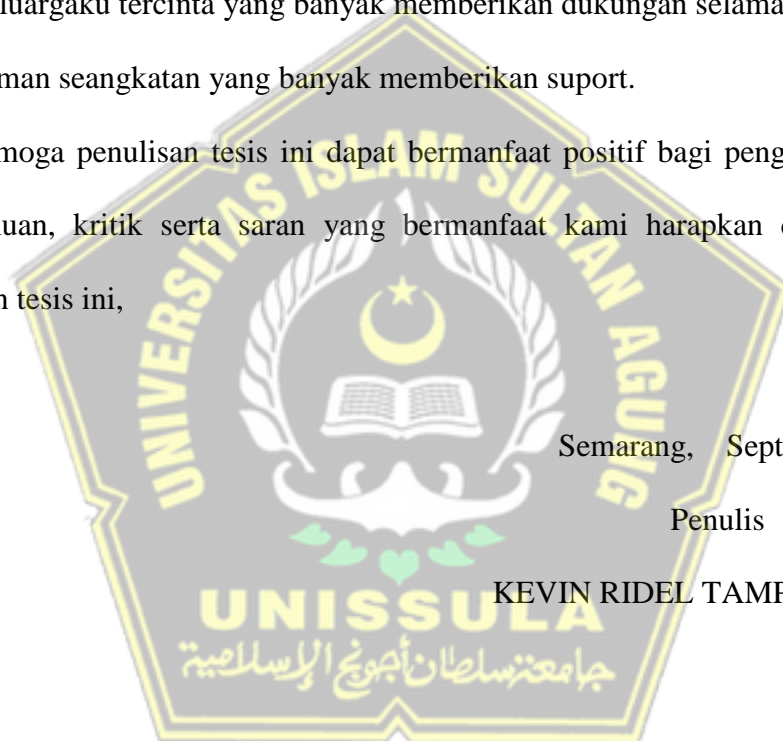 luargaku tercinta yang banyak memberikan dukungan selama
man seangkatan yang banyak memberikan suport.
moga penulisan tesis ini dapat bermanfaat positif bagi peng
uan, kritik serta saran yang bermanfaat kami harapkan
n tesis ini,
UNIVERSITAS ISLAM SULTAN AGUNG
Semarang, Sept
Penulis
KEVIN RIDEL TAMP
UNISSULA
جامعة سلطان أجونج الإسلامية